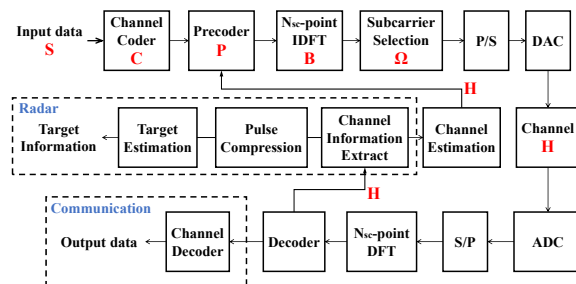 Input data
S
Channel
Coder
C
Precoder
P
Nsc-point
IDFT
B
Subcarrier
Selection
Ω
P/S
DAC
H
Radar
Target
Information
Target
Estimation
Pulse
Compression
Channel
Information
Extract
Channel
Estimation
Channel
H
H
Communication
Output data
Channel
Decoder
Decoder
Nsc-point
DFT
S/P
ADC